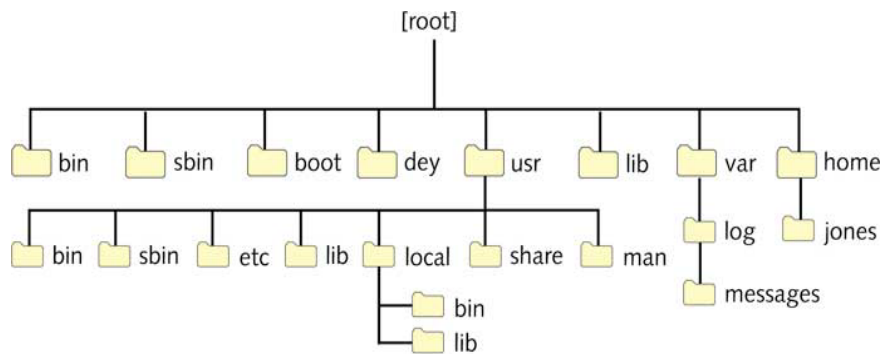 [root]
bin sbin boot dey usr lib var home
bin sbin etc lib local share man log jones
bin messages
lib